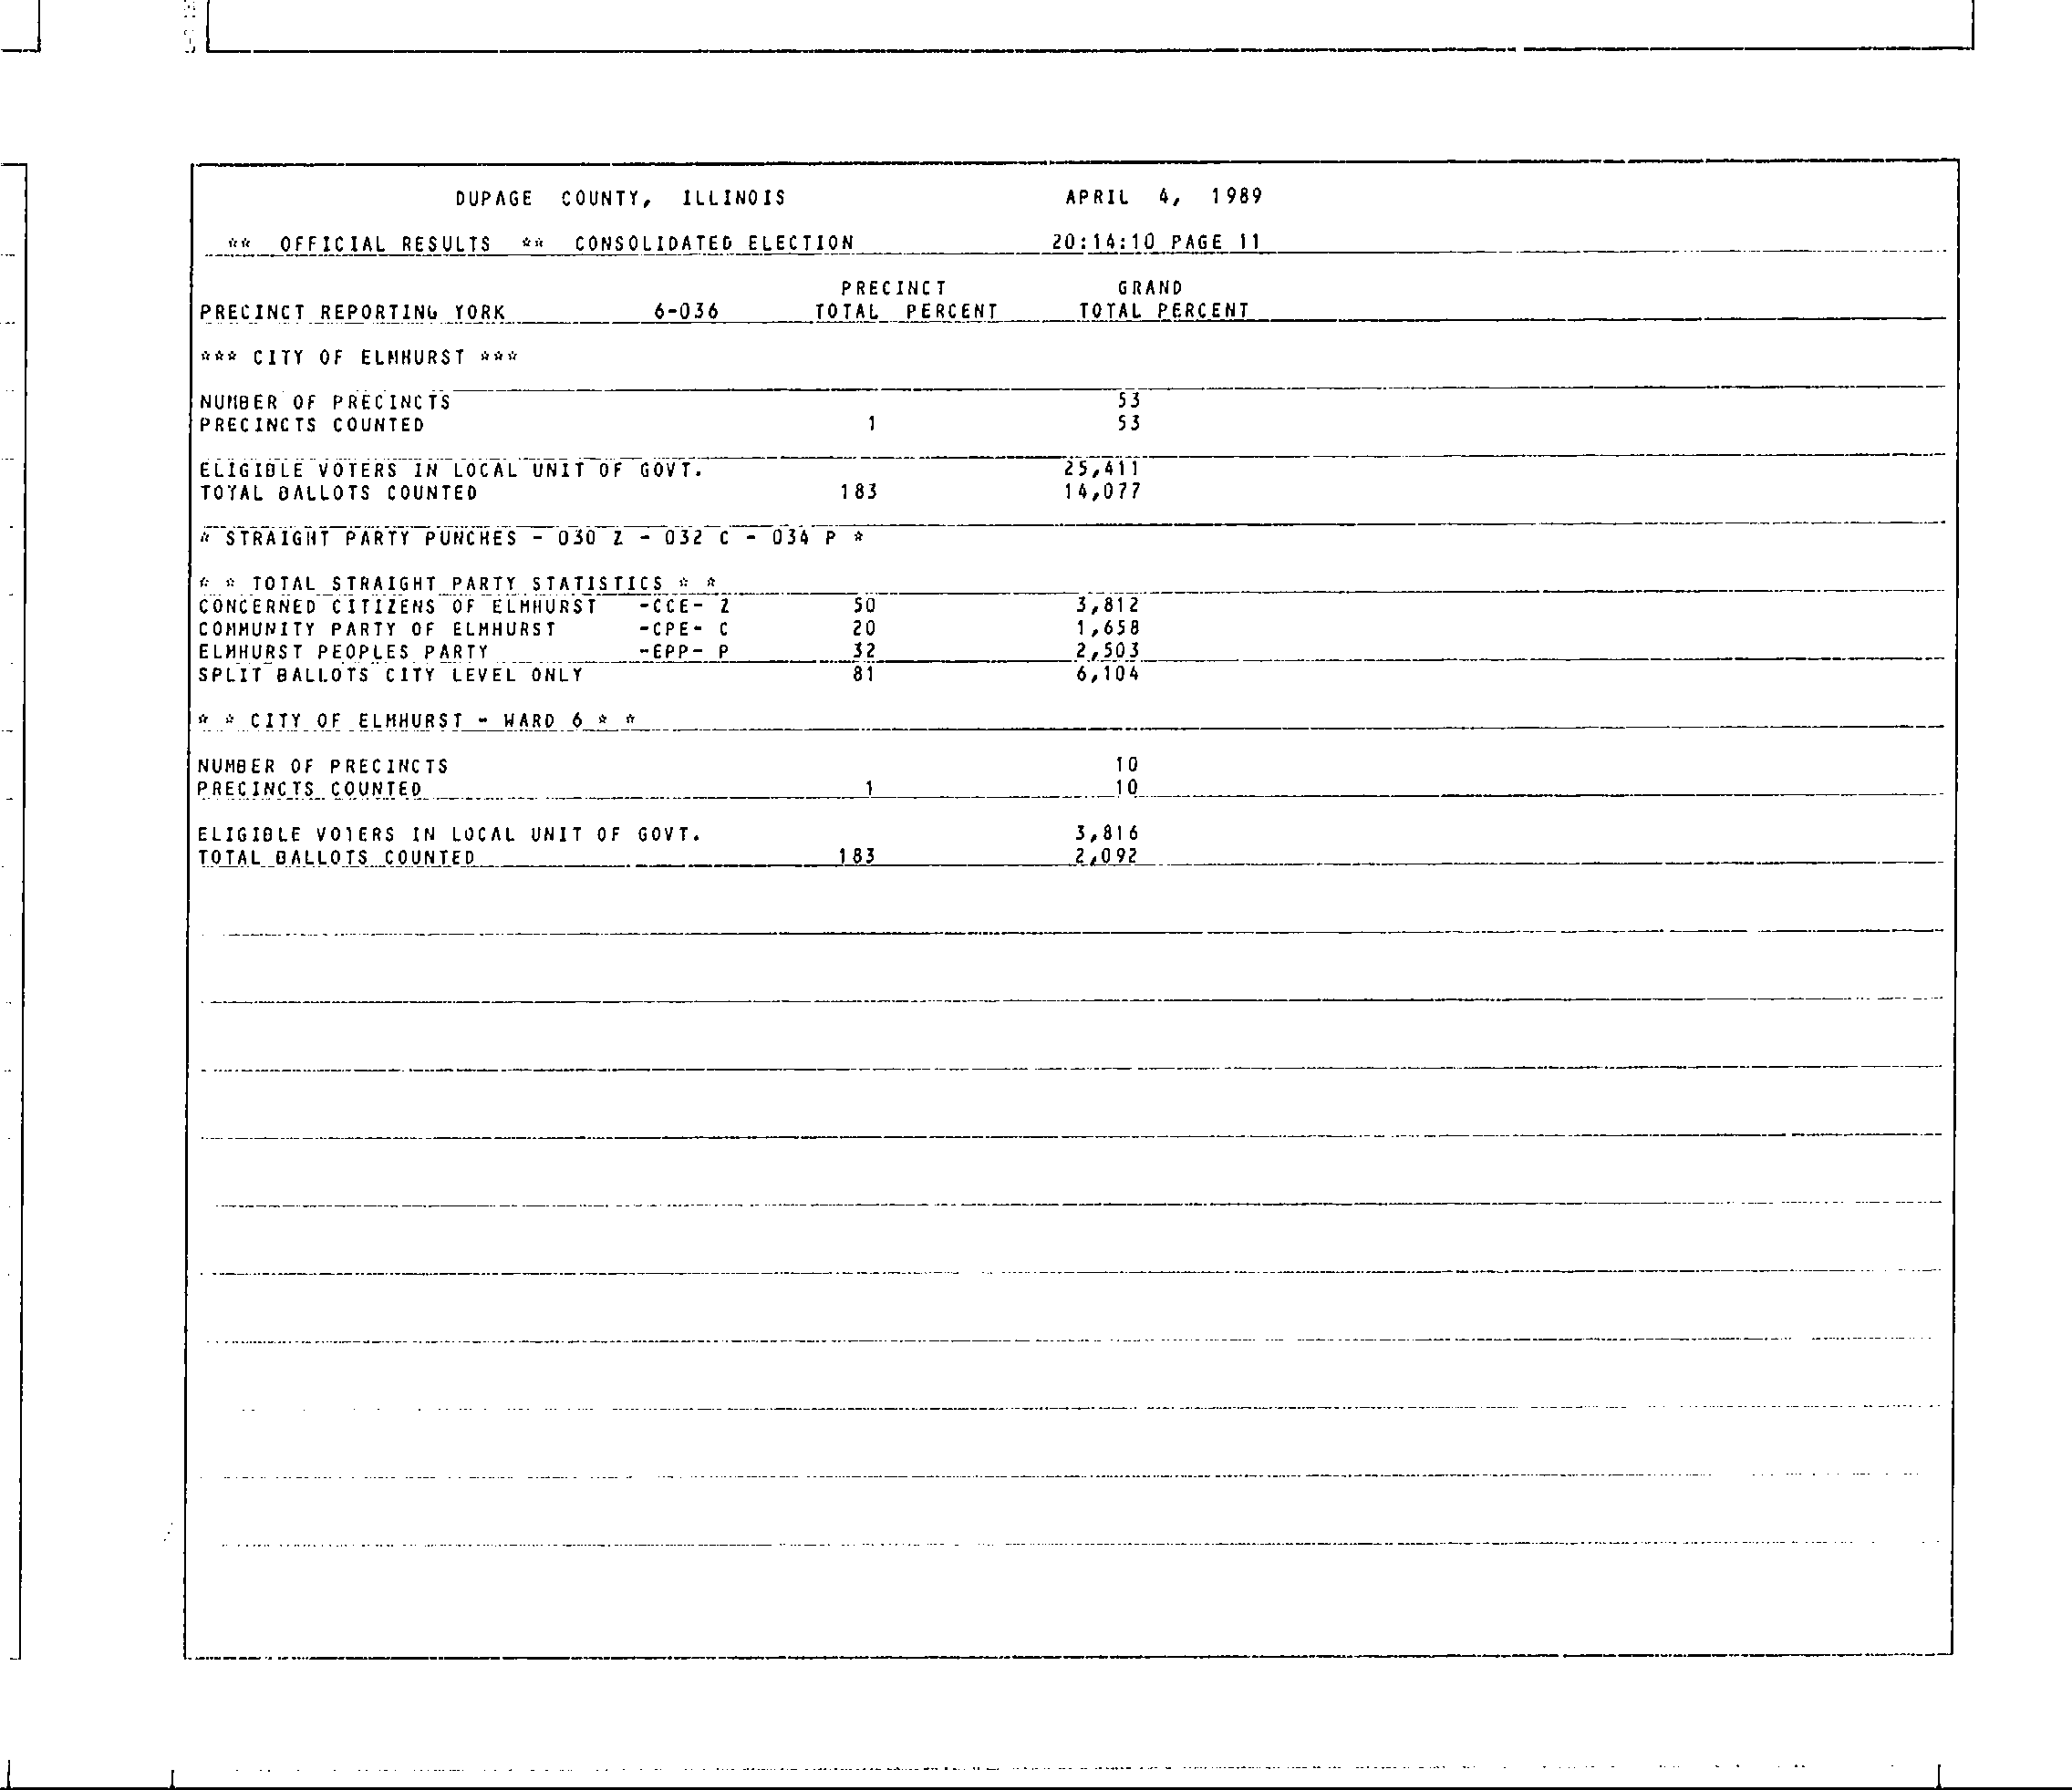 DUPAGE COUNTY, ILLINOIS APRIL 4, 1989
** OFFICIAL RESULTS ** CONSOLIDATED ELECTION 20:14:10 PAGE 11
PRECINCT GRAND
PRECINCT REPORTING YORK 6-036 TOTAL PERCENT TOTAL PERCENT
*** CITY OF ELMHURST ***
NUMBER OF PRECINCTS 53
PRECINCTS COUNTED 1 53
ELIGIBLE VOTERS IN LOCAL UNIT OF GOVT. 25,411
TOTAL BALLOTS COUNTED 183 14,077
* STRAIGHT PARTY PUNCHES - 030 Z - 032 C - 034 P *
* * TOTAL STRAIGHT PARTY STATISTICS * *
CONCERNED CITIZENS OF ELMHURST -CCE- Z 50 3,812
COMMUNITY PARTY OF ELMHURST -CPE- C 20 1,658
ELMHURST PEOPLES PARTY -EPP- P 32 2,503
SPLIT BALLOTS CITY LEVEL ONLY 81 6,104
* * CITY OF ELMHURST - WARD 6 * *
NUMBER OF PRECINCTS 10
PRECINCTS COUNTED 1 10
ELIGIBLE VOTERS IN LOCAL UNIT OF GOVT. 3,816
TOTAL BALLOTS COUNTED 183 2,092